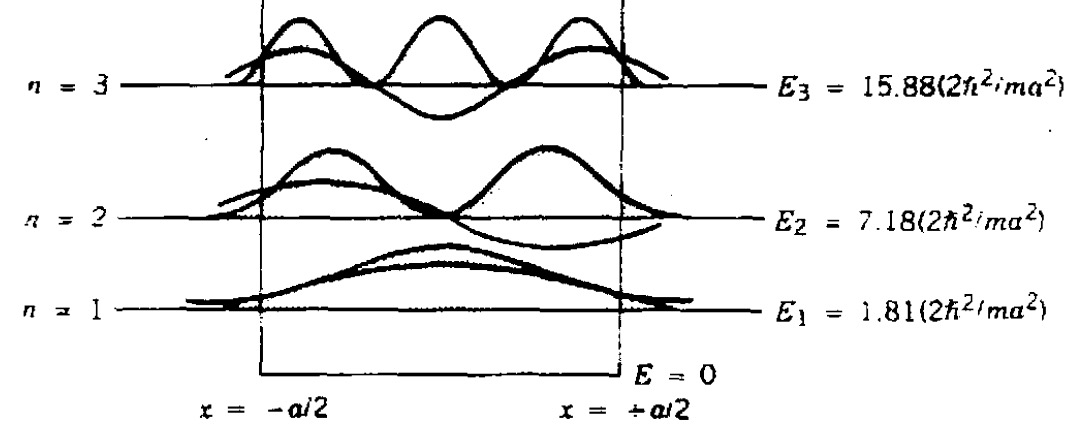 n = 3 E₃ = 15.88(2ħ²/ma²)
n = 2 E₂ = 7.18(2ħ²/ma²)
n = 1 E₁ = 1.81(2ħ²/ma²)
E = 0
x = -a/2 x = +a/2